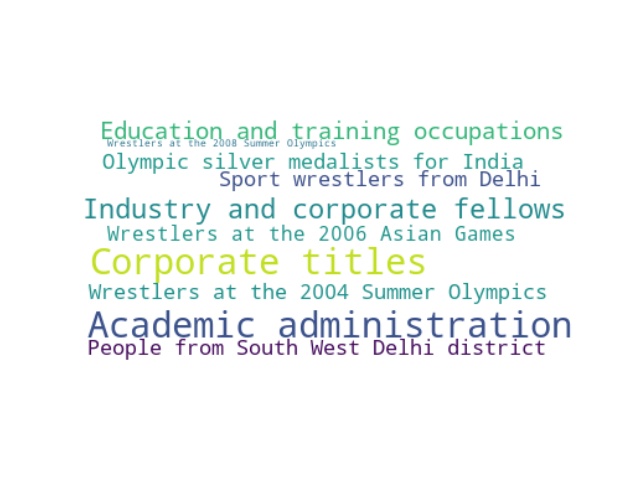 Education and training occupations
Wrestlers at the 2008 Summer Olympics
Olympic silver medalists for India
Sport wrestlers from Delhi
Industry and corporate fellows
Wrestlers at the 2006 Asian Games
Corporate titles
Wrestlers at the 2004 Summer Olympics
Academic administration
People from South West Delhi district